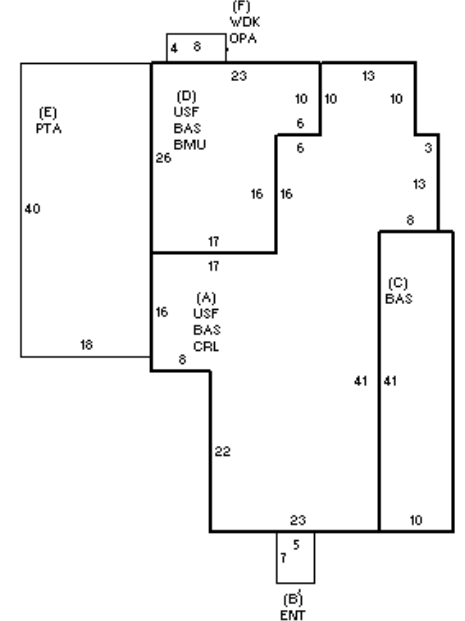 (F)
WDK
OPA
4 8
23
13
(E)
PTA
(D)
USF
BAS
BMU
10
10
10
6
6
3
26
13
16
16
40
8
17
17
(C)
BAS
(A)
USF
BAS
CRL
16
18
8
41
41
22
23
10
5
7
(B)
ENT